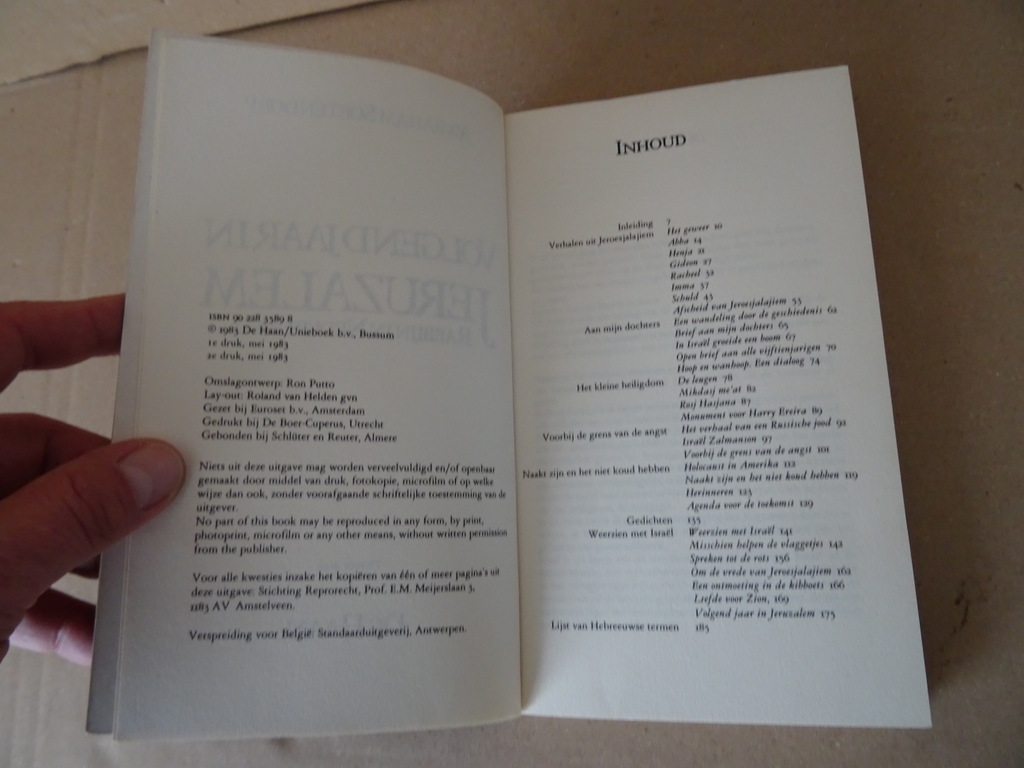 VOLGEND JAAR IN
JERUZALEM
ISBN 90 228 3389 8
© 1983 De Haan/Unieboek b.v., Bussum
1e druk, mei 1983
2e druk, mei 1983
Omslagontwerp: Ron Putto
Lay-out: Roland van Helden gvn
Gezet bij Euroset b.v., Amsterdam
Gedrukt bij De Boer-Cuperus, Utrecht
Gebonden bij Schlüter en Reuter, Almere
Niets uit deze uitgave mag worden verveelvuldigd en/of openbaar
gemaakt door middel van druk, fotokopie, microfilm of op welke
wijze dan ook, zonder voorafgaande schriftelijke toestemming van de
uitgever.
No part of this book may be reproduced in any form, by print,
photoprint, microfilm or any other means, without written permission
from the publisher.
Voor alle kwesties inzake het kopiëren van één of meer pagina's uit
deze uitgave: Stichting Reprorecht, Prof. E.M. Meijerslaan 3,
1183 AV Amstelveen.
Verspreiding voor België: Standaarduitgeverij, Antwerpen.
INHOUD
Inleiding 7
Verhalen uit Jeroesjalajiem Het geweer 10
Abba 14
Henja 21
Gideon 27
Racheel 32
Imma 37
Schuld 43
Afscheid van Jeroesjalajiem 53
Aan mijn dochters Een wandeling door de geschiedenis 62
Brief aan mijn dochters 65
In Israël groeide een boom 67
Open brief aan alle vijftienjarigen 70
Hoop en wanhoop. Een dialoog 74
Het kleine heiligdom De leugen 78
Mikdasj me'at 82
Rosj Hasjana 87
Monument voor Harry Ereira 89
Voorbij de grens van de angst Het verhaal van een Russische jood 92
Israël Zalmanson 97
Voorbij de grens van de angst 101
Naakt zijn en het niet koud hebben Holocaust in Amerika 112
Naakt zijn en het niet koud hebben 119
Herinneren 123
Agenda voor de toekomst 129
Gedichten 135
Weerzien met Israël Weerzien met Israël 141
Misschien helpen de vlaggetjes 142
Spreken tot de rots 156
Om de vrede van Jeroesjalajiem 162
Een ontmoeting in de kibboets 166
Liefde voor Zion, 169
Volgend jaar in Jeruzalem 175
Lijst van Hebreeuwse termen 185